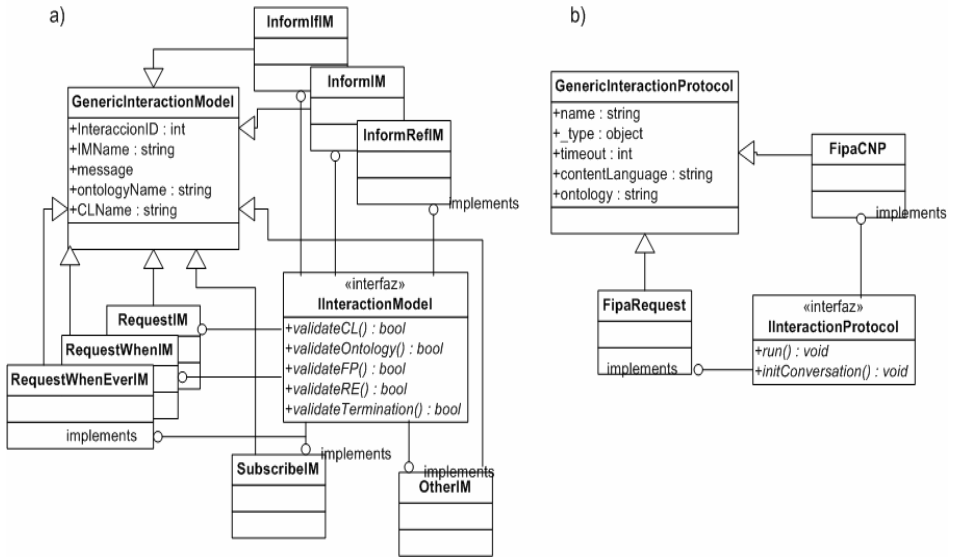 a)
InformIfIM
InformIM
InformRefIM
GenericInteractionModel
+InteraccionID : int
+IMName : string
+message
+ontologyName : string
+CLName : string
implements
«interfaz»
IInteractionModel
+validateCL() : bool
+validateOntology() : bool
+validateFP() : bool
+validateRE() : bool
+validateTermination() : bool
RequestIM
RequestWhenIM
RequestWhenEverIM
implements
implements
SubscribeIM
implements
OtherIM
b)
GenericInteractionProtocol
+name : string
+_type : object
+timeout : int
+contentLanguage : string
+ontology : string
FipaCNP
implements
FipaRequest
implements
«interfaz»
IInteractionProtocol
+run() : void
+initConversation() : void